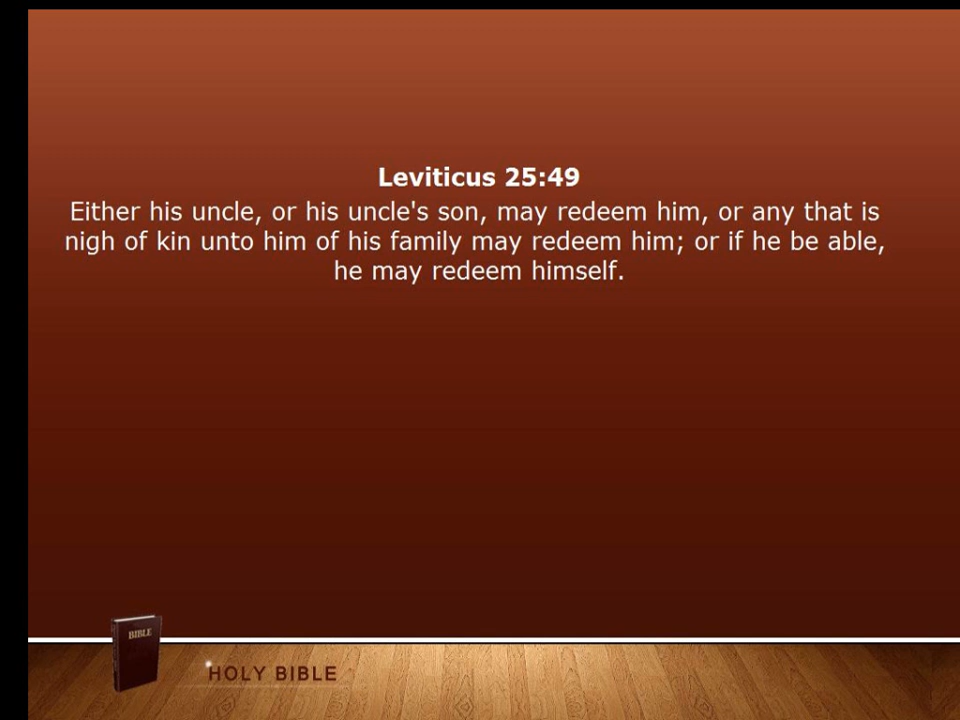 Leviticus 25:49
Either his uncle, or his uncle's son, may redeem him, or any that is
nigh of kin unto him of his family may redeem him; or if he be able,
he may redeem himself.
BIBLE
HOLY BIBLE